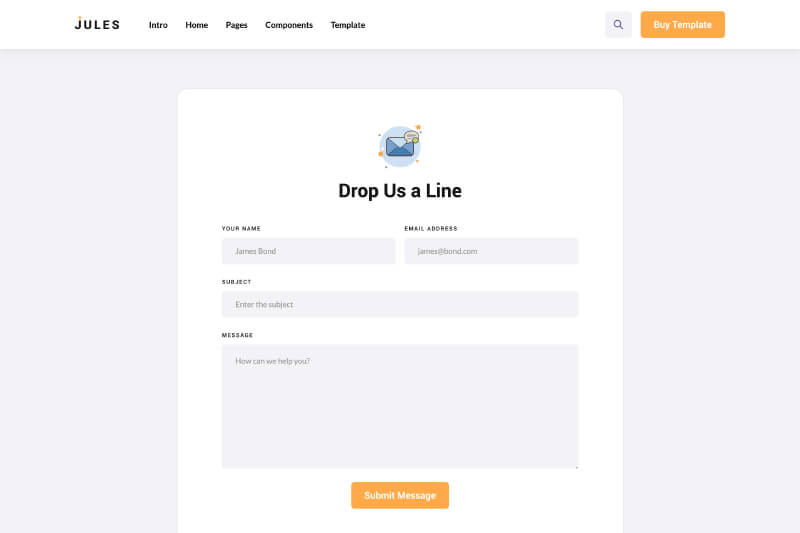 JULES Intro Home Pages Components Template Buy Template
Drop Us a Line
YOUR NAME EMAIL ADDRESS
James Bond james@bond.com
SUBJECT
Enter the subject
MESSAGE
How can we help you?
Submit Message